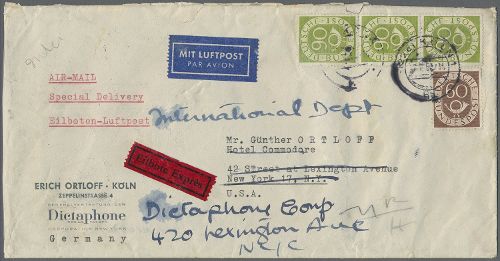 MIT LUFTPOST
PAR AVION
90
90
90
60
AIR-MAIL
Special Delivery
Eilboten-Luftpost
International Dept
Mr. Günther ORTLOFF
Hotel Commodore
42 Street at Lexington Avenue
New York 17, N.Y.
U.S.A.
Eilbote Exprès
ERICH ORTLOFF · KÖLN
ZEPPELINSTRASSE 4
Dictaphone
Germany
Dictaphone Corp
420 Lexington Ave
NYC